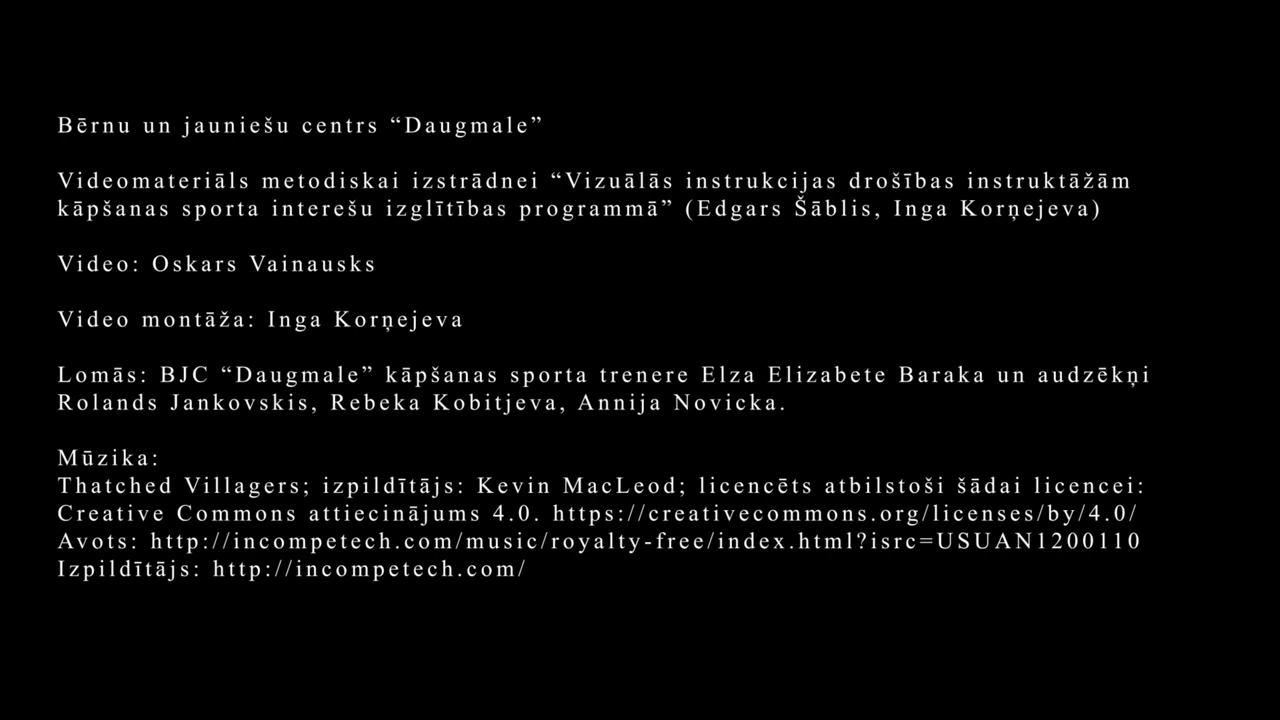 Bērnu un jauniešu centrs “Daugmale”
Videomateriāls metodiskai izstrādnei “Vizuālās instrukcijas drošības instruktāžām
kāpšanas sporta interešu izglītības programmā” (Edgars Šāblis, Inga Korņejeva)
Video: Oskars Vainausks
Video montāža: Inga Korņejeva
Lomās: BJC “Daugmale” kāpšanas sporta trenere Elza Elizabete Baraka un audzēkņi
Rolands Jankovskis, Rebeka Kobitjeva, Annija Novicka.
Mūzika:
Thatched Villagers; izpildītājs: Kevin MacLeod; licencēts atbilstoši šādai licencei:
Creative Commons attiecinājums 4.0. https://creativecommons.org/licenses/by/4.0/
Avots: http://incompetech.com/music/royalty-free/index.html?isrc=USUAN1200110
Izpildītājs: http://incompetech.com/